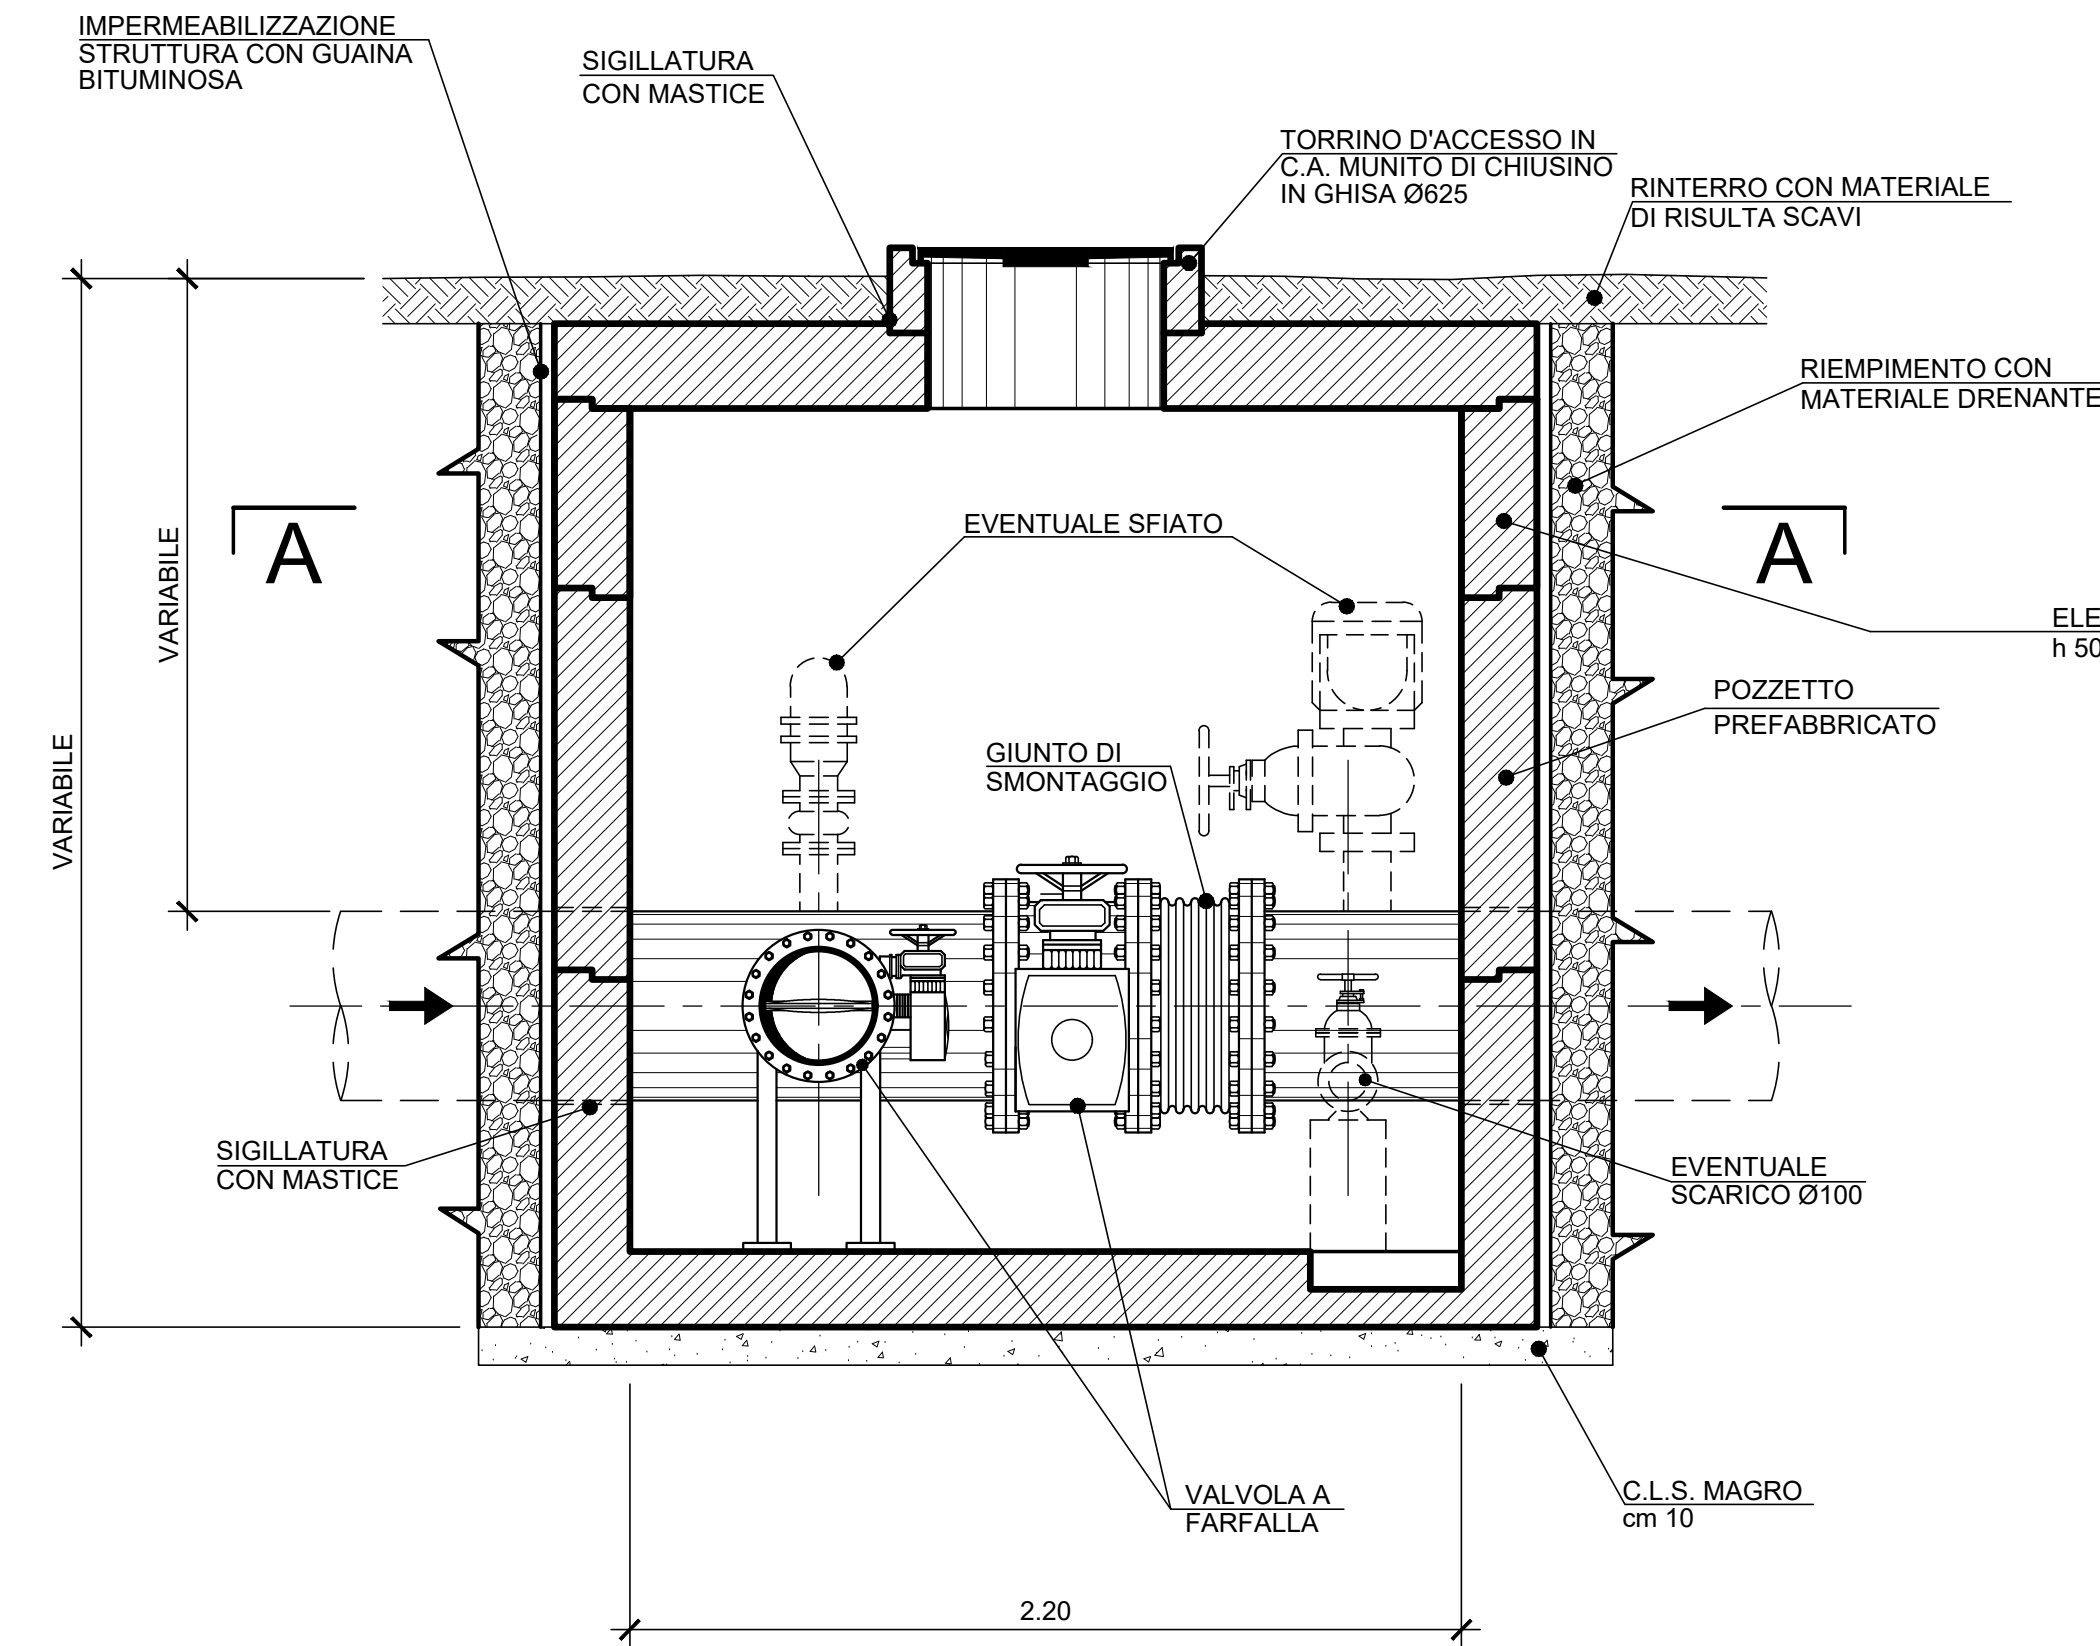 IMPERMEABILIZZAZIONE
STRUTTURA CON GUAINA
BITUMINOSA
SIGILLATURA
CON MASTICE
TORRINO D'ACCESSO IN
C.A. MUNITO DI CHIUSINO
IN GHISA Ø625
RINTERRO CON MATERIALE
DI RISULTA SCAVI
RIEMPIMENTO CON
MATERIALE DRENANTE
A
A
VARIABILE
VARIABILE
EVENTUALE SFIATO
ELE
h 50
POZZETTO
PREFABBRICATO
GIUNTO DI
SMONTAGGIO
SIGILLATURA
CON MASTICE
EVENTUALE
SCARICO Ø100
VALVOLA A
FARFALLA
C.L.S. MAGRO
cm 10
2.20